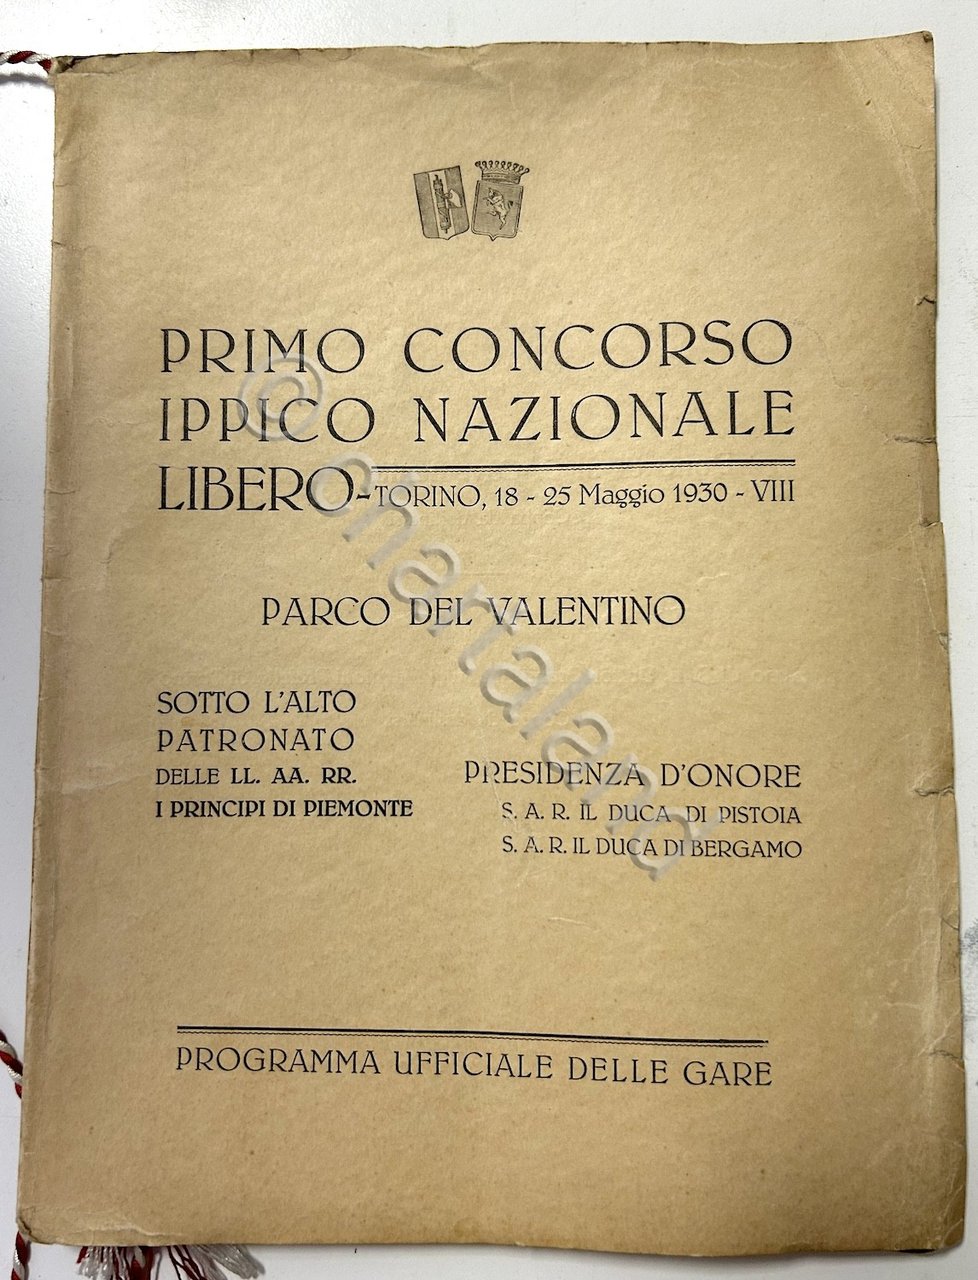 PRIMO CONCORSO
IPPICO NAZIONALE
LIBERO - TORINO, 18 - 25 Maggio 1930 - VIII
PARCO DEL VALENTINO
SOTTO L'ALTO
PATRONATO
DELLE LL. AA. RR.
I PRINCIPI DI PIEMONTE
PRESIDENZA D'ONORE
S. A. R. IL DUCA DI PISTOIA
S. A. R. IL DUCA DI BERGAMO
PROGRAMMA UFFICIALE DELLE GARE
© chartaland